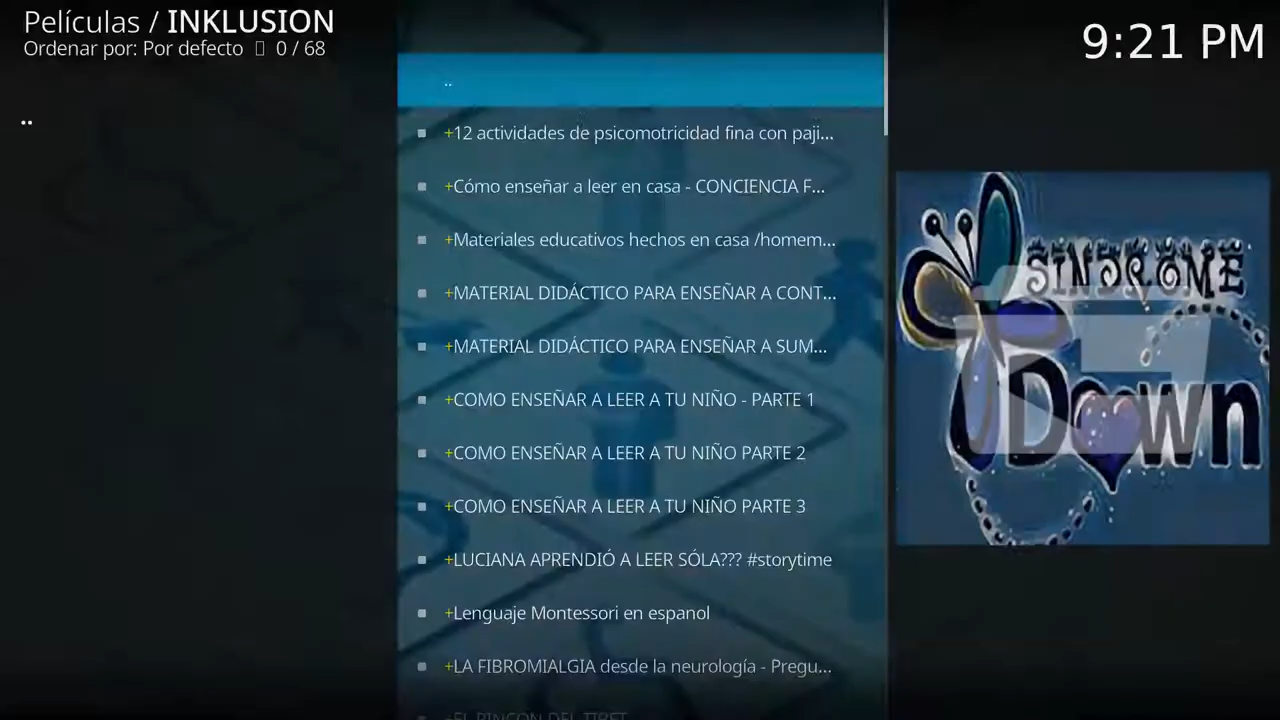 Películas / INKLUSION
Ordenar por: Por defecto 0 / 68
9:21 PM
..
..
+12 actividades de psicomotricidad fina con paji...
+Cómo enseñar a leer en casa - CONCIENCIA F...
+Materiales educativos hechos en casa /homem...
+MATERIAL DIDÁCTICO PARA ENSEÑAR A CONT...
+MATERIAL DIDÁCTICO PARA ENSEÑAR A SUM...
+COMO ENSEÑAR A LEER A TU NIÑO - PARTE 1
+COMO ENSEÑAR A LEER A TU NIÑO PARTE 2
+COMO ENSEÑAR A LEER A TU NIÑO PARTE 3
+LUCIANA APRENDIÓ A LEER SÓLA??? #storytime
+Lenguaje Montessori en espanol
+LA FIBROMIALGIA desde la neurología - Pregu...
+EL RINCON DEL TIBET
SINDROME
Down